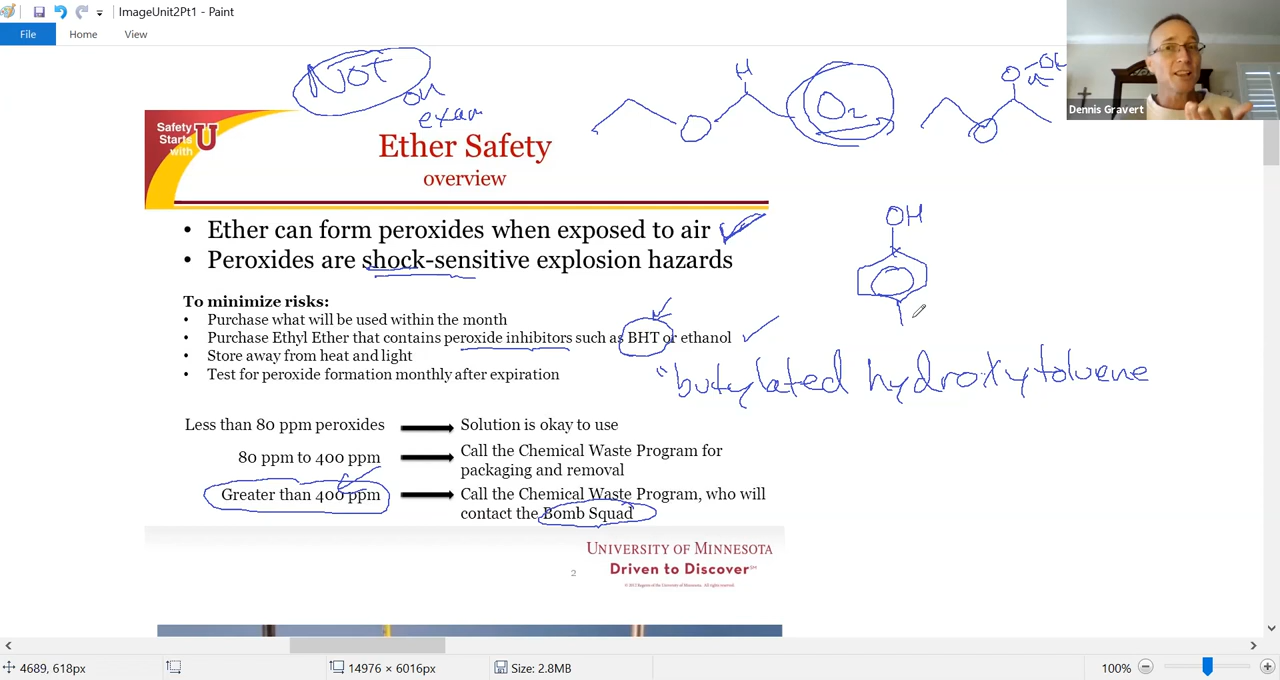 ImageUnit2Pt1 - Paint
File Home View
NOT
on
exam
H
O
O2
O
O-OH
Dennis Gravert
Safety
Starts
with U
Ether Safety
overview
• Ether can form peroxides when exposed to air
• Peroxides are shock-sensitive explosion hazards
OH
To minimize risks:
• Purchase what will be used within the month
• Purchase Ethyl Ether that contains peroxide inhibitors such as BHT or ethanol
• Store away from heat and light
• Test for peroxide formation monthly after expiration
"butylated hydroxytoluene
Less than 80 ppm peroxides Solution is okay to use
80 ppm to 400 ppm Call the Chemical Waste Program for
packaging and removal
Greater than 400 ppm Call the Chemical Waste Program, who will
contact the Bomb Squad
UNIVERSITY OF MINNESOTA
Driven to Discover℠
2
4689, 618px 14976 × 6016px Size: 2.8MB 100%